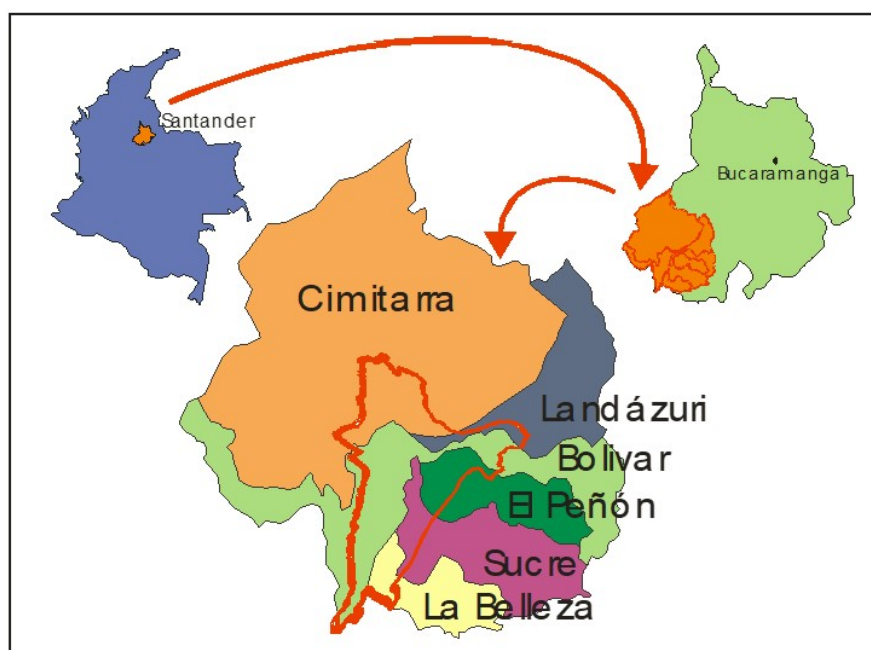 Santander
Bucaramanga
Cimitarra
Landázuri
Bolivar
El Peñón
Sucre
La Belleza